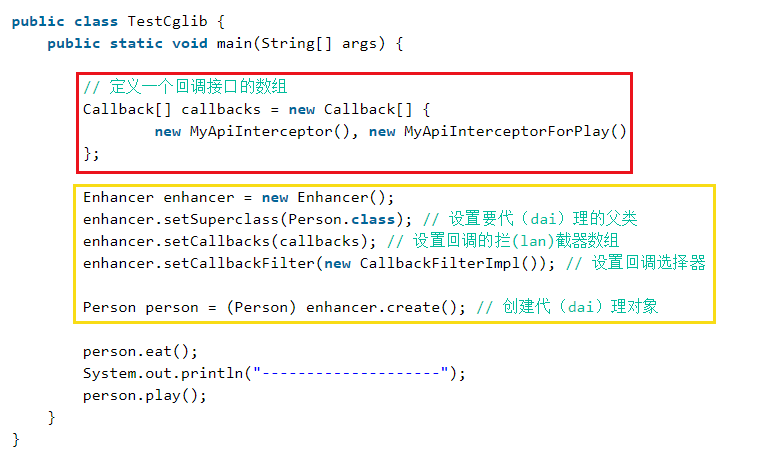 public class TestCglib {
    public static void main(String[] args) {
        // 定义一个回调接口的数组
        Callback[] callbacks = new Callback[] {
                new MyApiInterceptor(), new MyApiInterceptorForPlay()
        };
        Enhancer enhancer = new Enhancer();
        enhancer.setSuperclass(Person.class); // 设置要代（dai）理的父类
        enhancer.setCallbacks(callbacks); // 设置回调的拦(lan)截器数组
        enhancer.setCallbackFilter(new CallbackFilterImpl()); // 设置回调选择器
        Person person = (Person) enhancer.create(); // 创建代（dai）理对象
        person.eat();
        System.out.println("--------------------");
        person.play();
    }
}